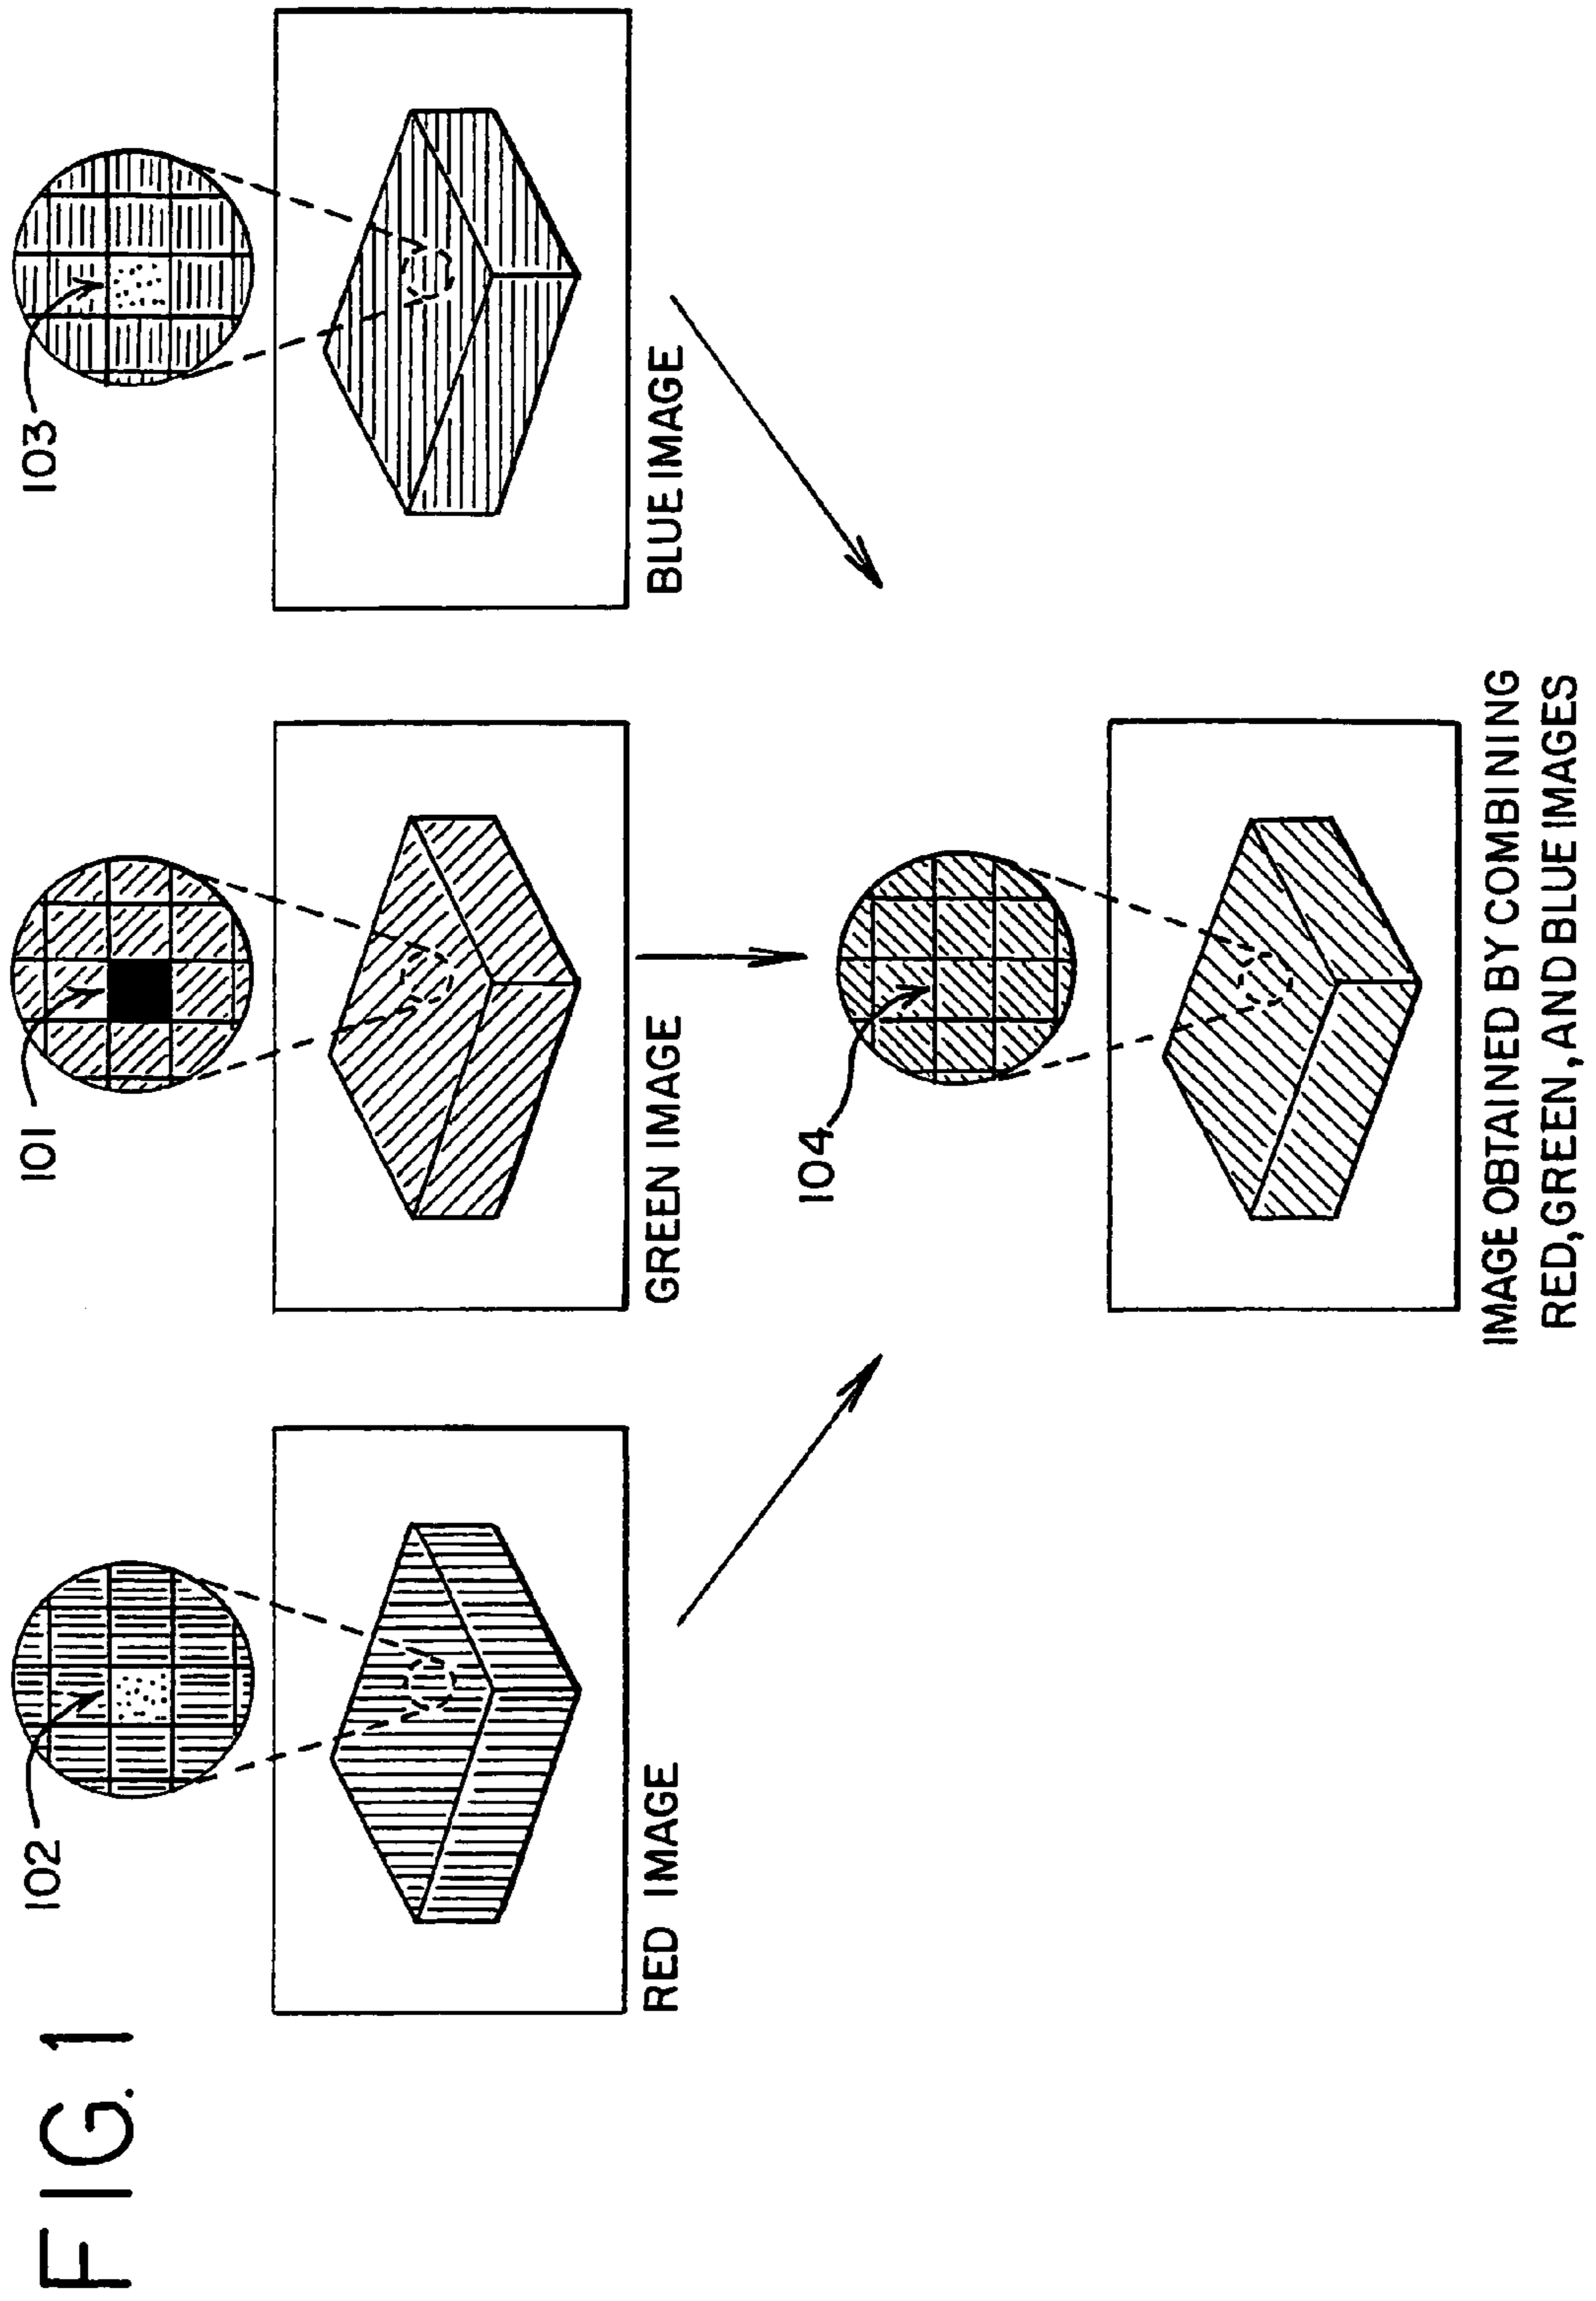 FIG. 1
102
101
103
RED IMAGE
GREEN IMAGE
BLUE IMAGE
104
IMAGE OBTAINED BY COMBINING
RED, GREEN, AND BLUE IMAGES